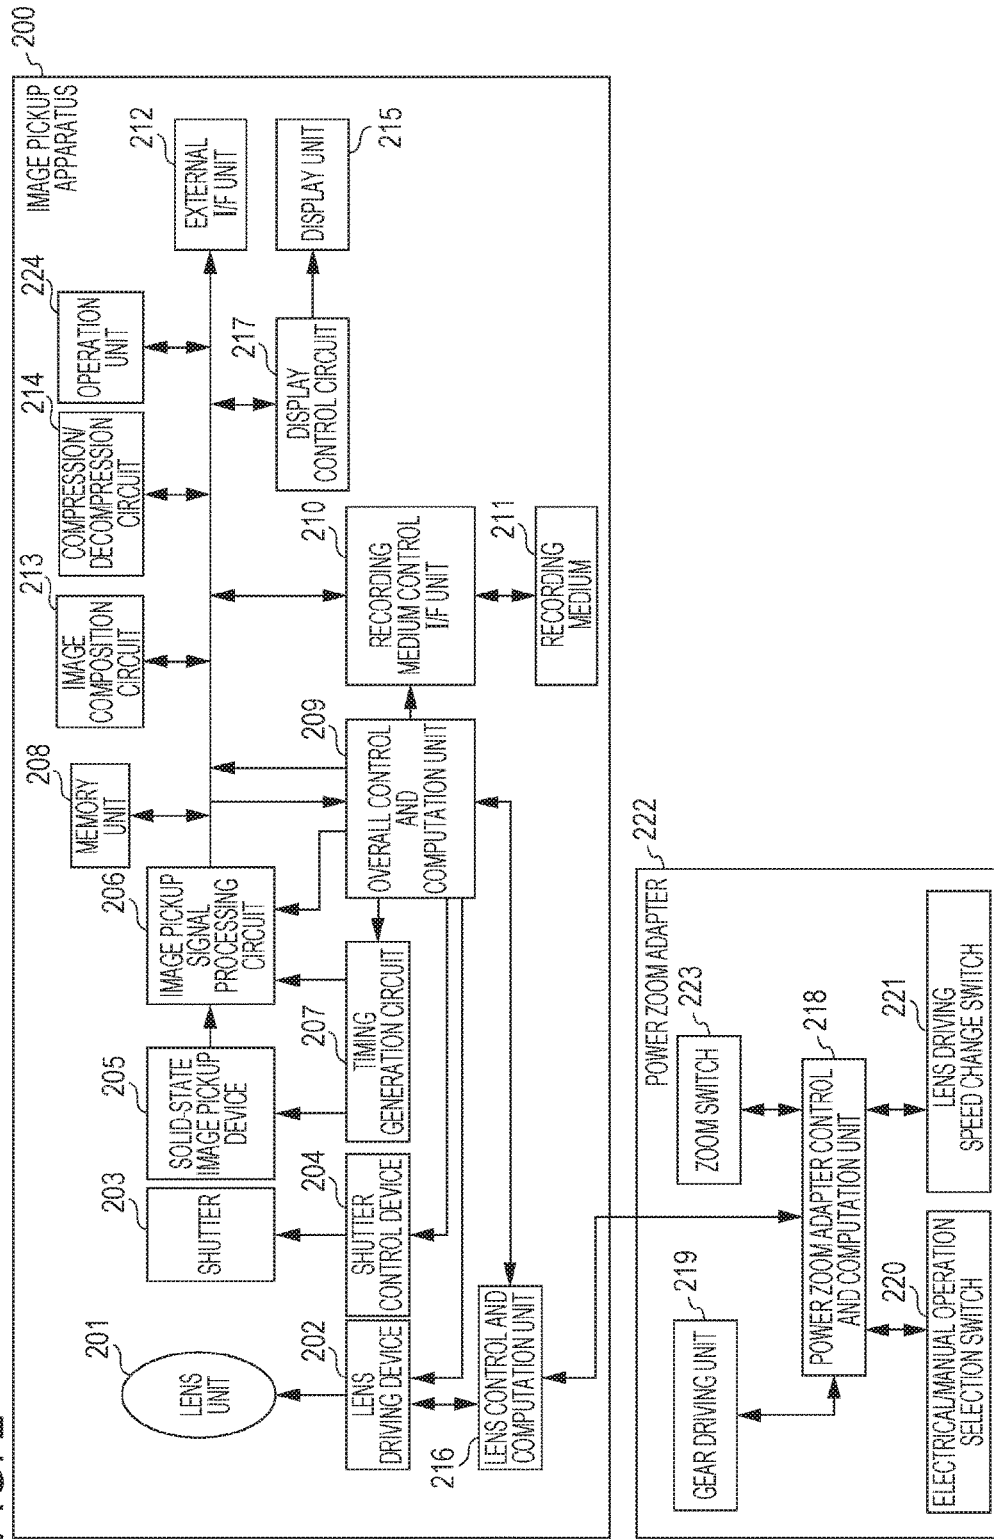 200
IMAGE PICKUP
APPARATUS
201
LENS
UNIT
203
SHUTTER
205
SOLID-STATE
IMAGE PICKUP
DEVICE
206
IMAGE PICKUP
SIGNAL
PROCESSING
CIRCUIT
208
MEMORY
UNIT
213
IMAGE
COMPOSITION
CIRCUIT
214
COMPRESSION/
DECOMPRESSION
CIRCUIT
224
OPERATION
UNIT
212
EXTERNAL
I/F UNIT
202
LENS
DRIVING DEVICE
204
SHUTTER
CONTROL DEVICE
207
TIMING
GENERATION CIRCUIT
209
OVERALL CONTROL
AND
COMPUTATION UNIT
210
RECORDING
MEDIUM CONTROL
I/F UNIT
217
DISPLAY
CONTROL CIRCUIT
215
DISPLAY UNIT
216
LENS CONTROL AND
COMPUTATION UNIT
211
RECORDING
MEDIUM
222
POWER ZOOM ADAPTER
219
GEAR DRIVING UNIT
223
ZOOM SWITCH
218
POWER ZOOM ADAPTER CONTROL
AND COMPUTATION UNIT
220
ELECTRICAL/MANUAL OPERATION
SELECTION SWITCH
221
LENS DRIVING
SPEED CHANGE SWITCH